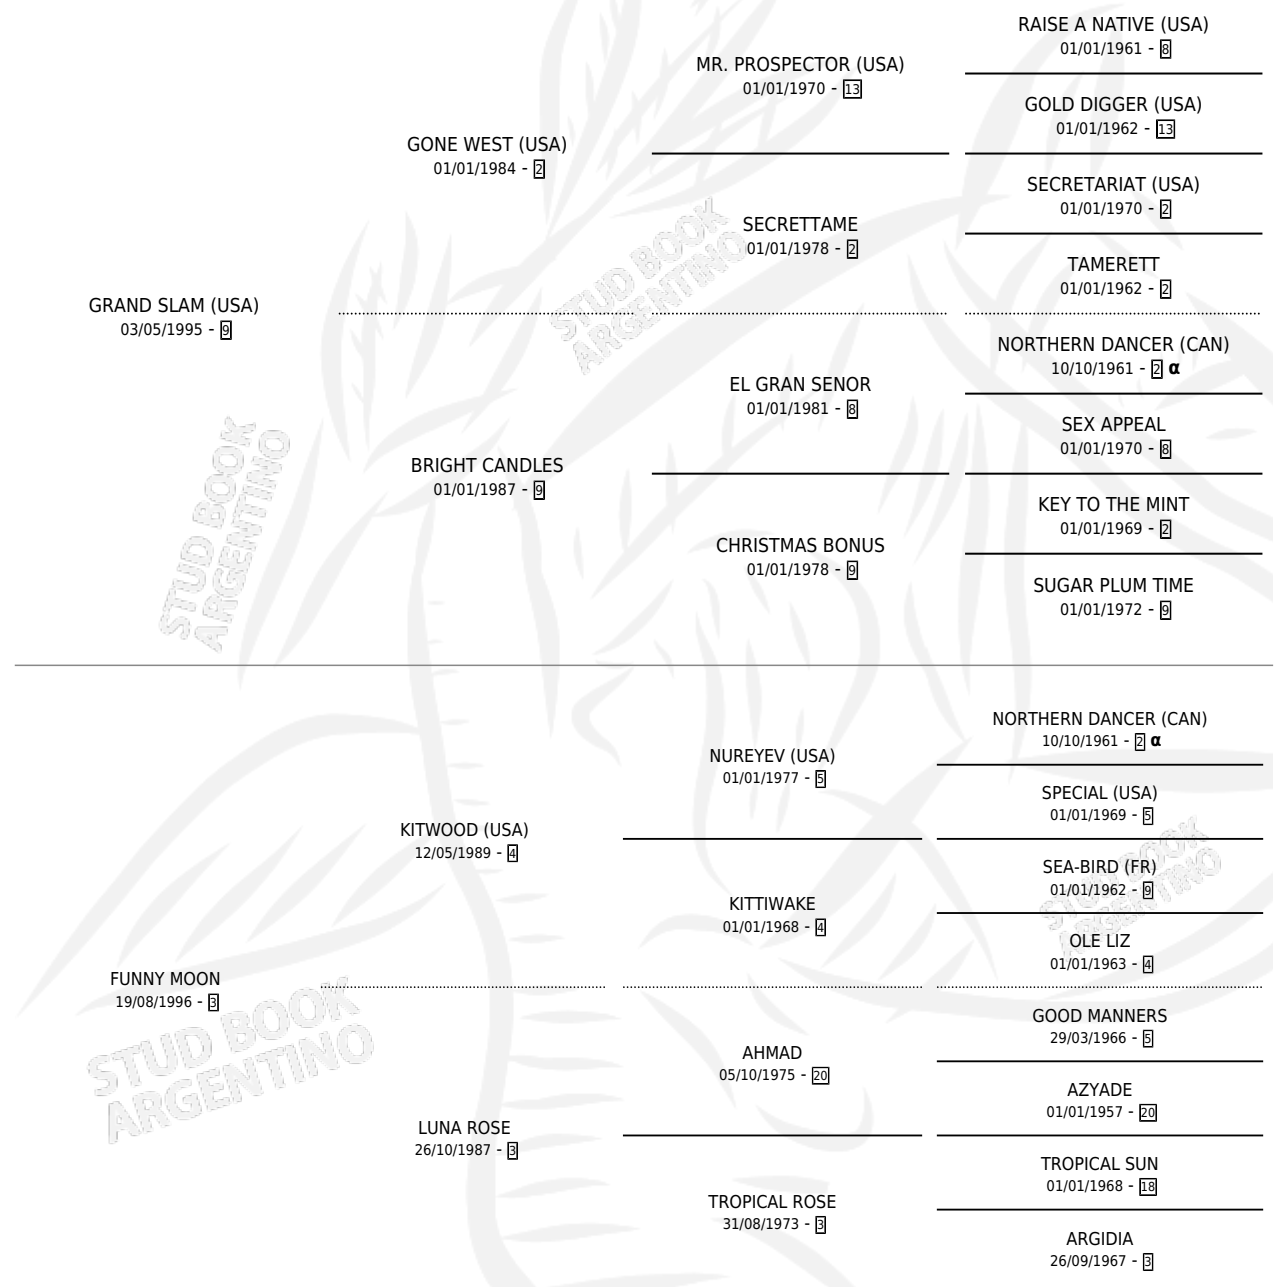 RAISE A NATIVE (USA)
01/01/1961 - 8
MR. PROSPECTOR (USA)
01/01/1970 - 13
GOLD DIGGER (USA)
01/01/1962 - 13
GONE WEST (USA)
01/01/1984 - 2
SECRETARIAT (USA)
01/01/1970 - 2
SECRETTAME
01/01/1978 - 2
TAMERETT
01/01/1962 - 2
GRAND SLAM (USA)
03/05/1995 - 9
NORTHERN DANCER (CAN)
10/10/1961 - 2 α
EL GRAN SENOR
01/01/1981 - 8
SEX APPEAL
01/01/1970 - 8
BRIGHT CANDLES
01/01/1987 - 9
KEY TO THE MINT
01/01/1969 - 2
CHRISTMAS BONUS
01/01/1978 - 9
SUGAR PLUM TIME
01/01/1972 - 9
NORTHERN DANCER (CAN)
10/10/1961 - 2 α
NUREYEV (USA)
01/01/1977 - 5
SPECIAL (USA)
01/01/1969 - 5
KITWOOD (USA)
12/05/1989 - 4
SEA-BIRD (FR)
01/01/1962 - 9
KITTIWAKE
01/01/1968 - 4
OLE LIZ
01/01/1963 - 4
FUNNY MOON
19/08/1996 - 3
GOOD MANNERS
29/03/1966 - 5
AHMAD
05/10/1975 - 20
AZYADE
01/01/1957 - 20
LUNA ROSE
26/10/1987 - 3
TROPICAL SUN
01/01/1968 - 18
TROPICAL ROSE
31/08/1973 - 3
ARGIDIA
26/09/1967 - 3
STUD BOOK
ARGENTINO
STUD BOOK
ARGENTINO
STUD BOOK
ARGENTINO
STUD BOOK
ARGENTINO